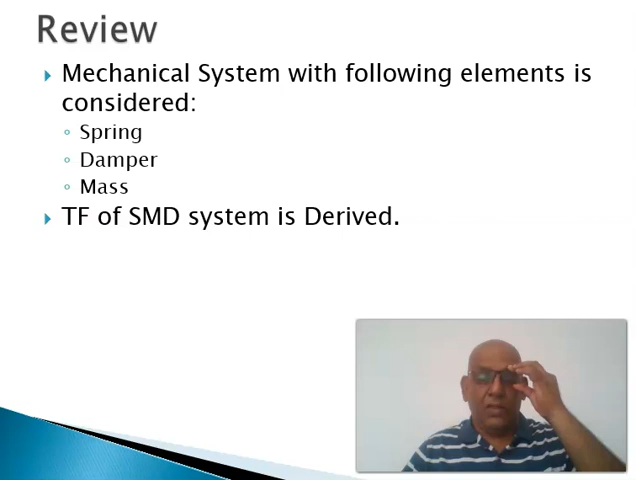 Review
Mechanical System with following elements is
considered:
Spring
Damper
Mass
TF of SMD system is Derived.